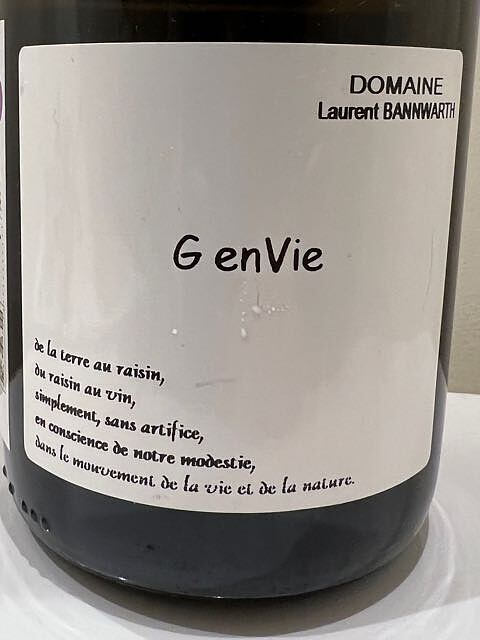 DOMAINE
Laurent BANNWARTH
G enVie
de la terre au raisin,
du raisin au vin,
simplement, sans artifice,
en conscience de notre modestie,
dans le mouvement de la vie et de la nature.